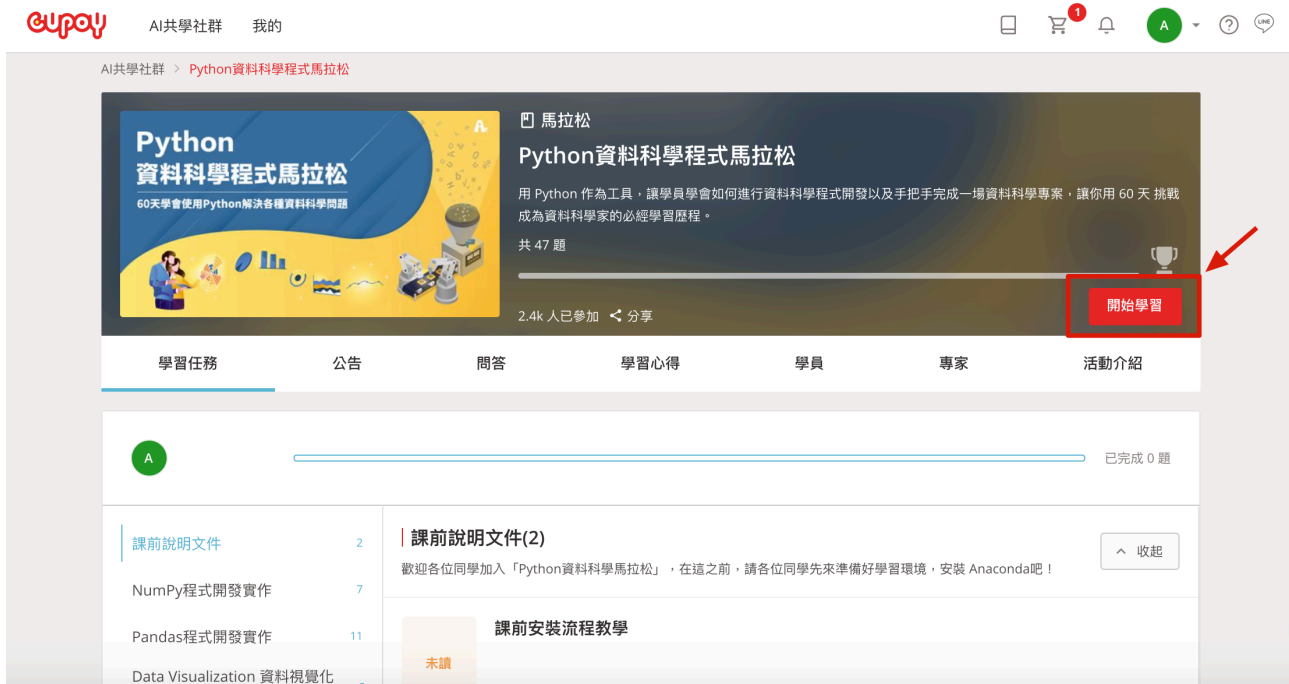 cupoy
AI共學社群
我的
1
A
LINE
AI共學社群 > Python資料科學程式馬拉松
Python
資料科學程式馬拉松
60天學會使用Python解決各種資料科學問題
馬拉松
Python資料科學程式馬拉松
用 Python 作為工具,讓學員學會如何進行資料科學程式開發以及手把手完成一場資料科學專案,讓你用 60 天 挑戰
成為資料科學家的必經學習歷程。
共 47 題
2.4k 人已參加
分享
開始學習
學習任務
公告
問答
學習心得
學員
專家
活動介紹
A
已完成 0 題
課前說明文件
2
NumPy程式開發實作
7
Pandas程式開發實作
11
Data Visualization 資料視覺化
課前說明文件(2)
歡迎各位同學加入「Python資料科學馬拉松」,在這之前,請各位同學先來準備好學習環境,安裝 Anaconda吧!
收起
課前安裝流程教學
未讀